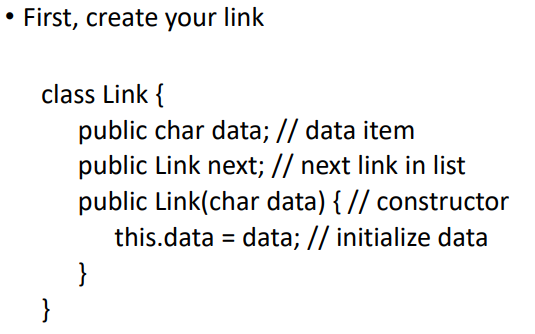 • First, create your link
class Link {
public char data; // data item
public Link next; // next link in list
public Link(char data) { // constructor
this.data = data; // initialize data
}
}